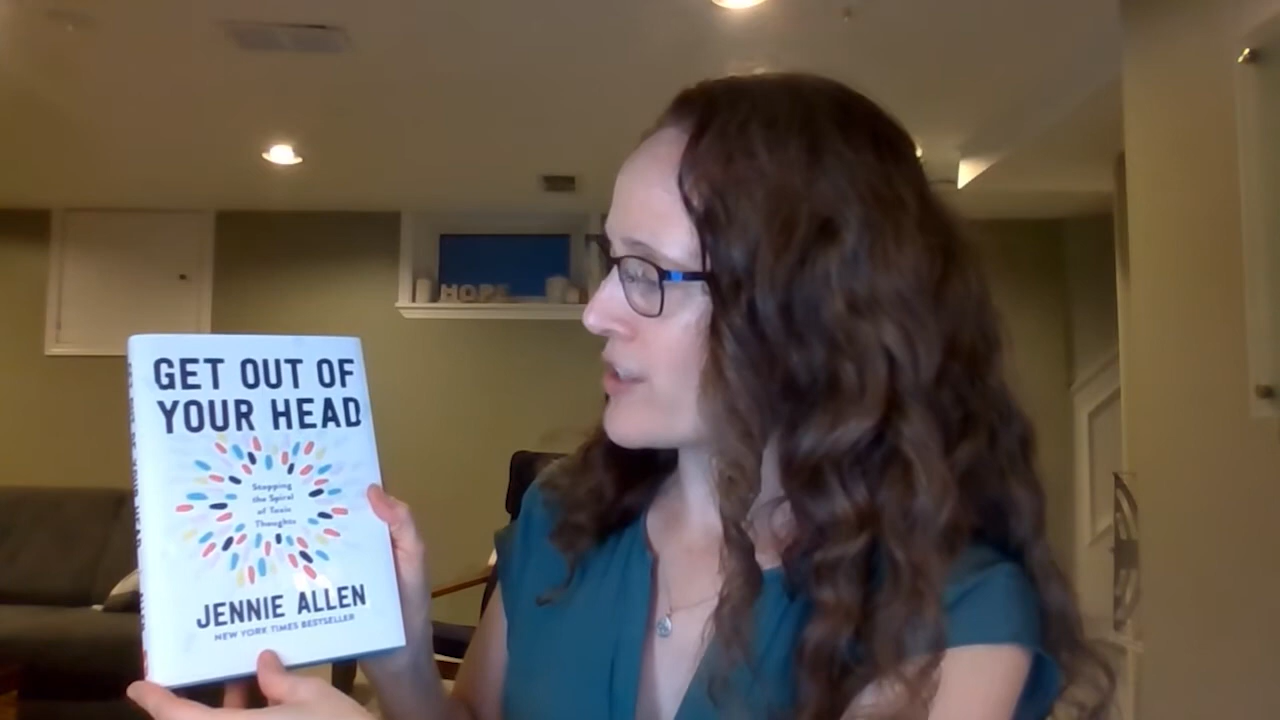 HOPE
GET OUT OF
YOUR HEAD
Stopping
the Spiral
of Toxic
Thoughts
JENNIE ALLEN
NEW YORK TIMES BESTSELLER